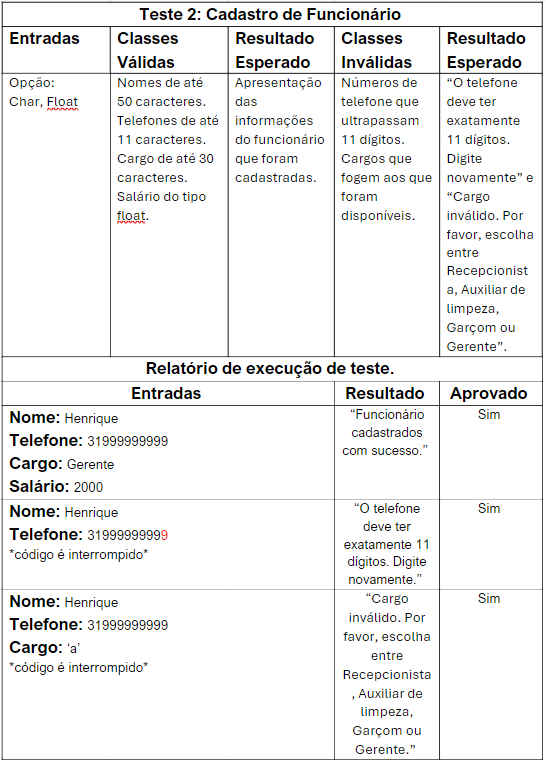 Teste 2: Cadastro de Funcionário
Entradas
Classes
Válidas
Resultado
Esperado
Classes
Inválidas
Resultado
Esperado
Opção:
Char, Float
Nomes de até
50 caracteres.
Telefones de até
11 caracteres.
Cargo de até 30
caracteres.
Salário do tipo
float.
Apresentação
das
informações
do funcionário
que foram
cadastradas.
Números de
telefone que
ultrapassam
11 dígitos.
Cargos que
fogem aos que
foram
disponíveis.
“O telefone
deve ter
exatamente
11 dígitos.
Digite
novamente” e
“Cargo
inválido. Por
favor, escolha
entre
Recepcionist
a, Auxiliar de
limpeza,
Garçom ou
Gerente”.
Relatório de execução de teste.
Entradas
Resultado
Aprovado
Nome: Henrique
Telefone: 31999999999
Cargo: Gerente
Salário: 2000
“Funcionário
cadastrados
com sucesso.”
Sim
Nome: Henrique
Telefone: 319999999999
*código é interrompido*
“O telefone
deve ter
exatamente 11
dígitos. Digite
novamente.”
Sim
Nome: Henrique
Telefone: 31999999999
Cargo: ‘a’
*código é interrompido*
“Cargo
inválido. Por
favor, escolha
entre
Recepcionista
, Auxiliar de
limpeza,
Garçom ou
Gerente.”
Sim